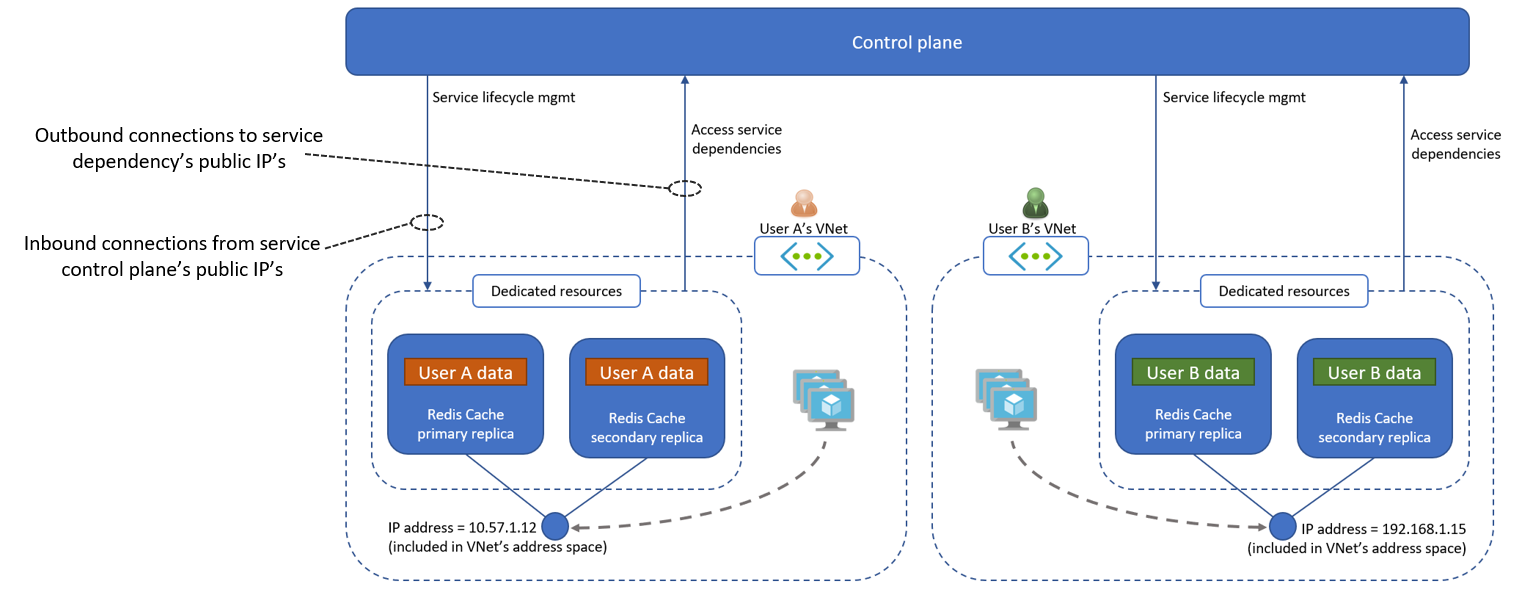 Control plane
Service lifecycle mgmt
Service lifecycle mgmt
Outbound connections to service
dependency's public IP's
Access service
dependencies
Access service
dependencies
Inbound connections from service
control plane's public IP's
User A's VNet
User B's VNet
Dedicated resources
Dedicated resources
User A data
Redis Cache
primary replica
User A data
Redis Cache
secondary replica
User B data
Redis Cache
primary replica
User B data
Redis Cache
secondary replica
IP address = 10.57.1.12
(included in VNet's address space)
IP address = 192.168.1.15
(included in VNet's address space)